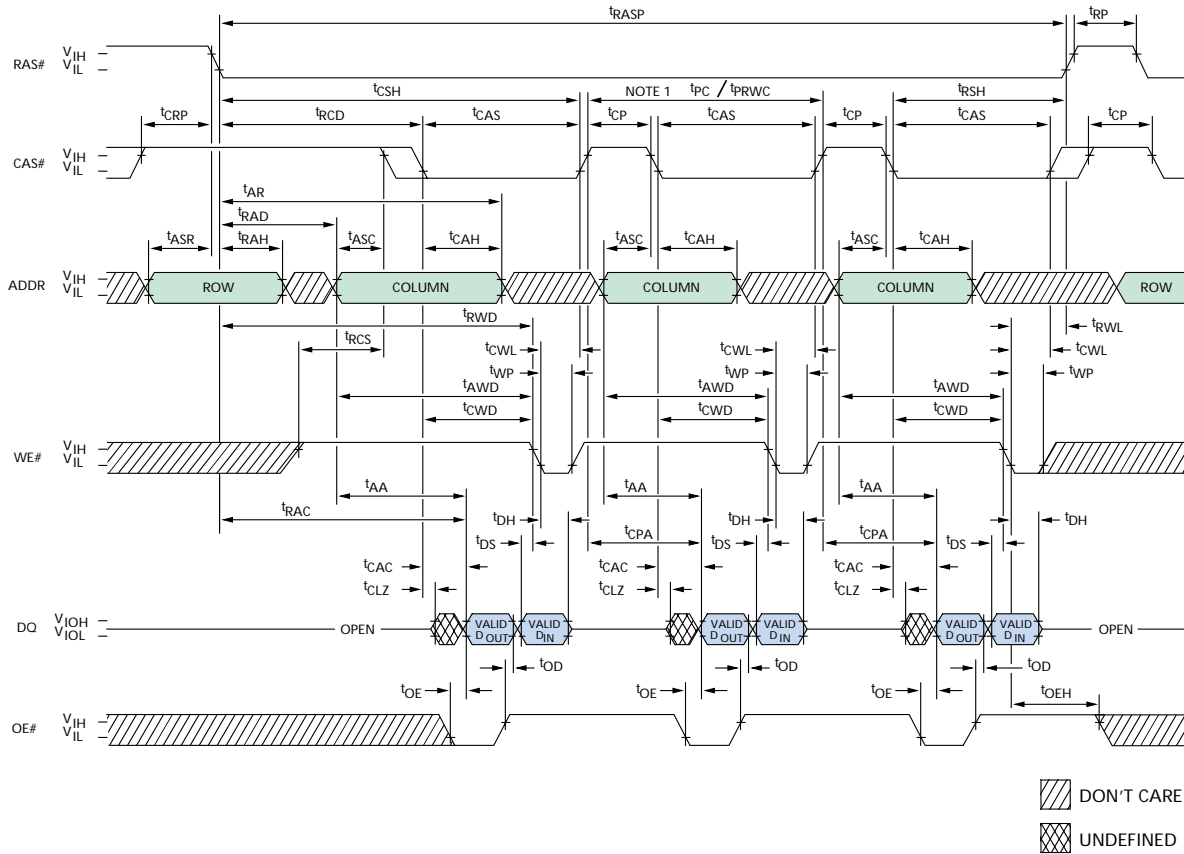 tRASP
tRP
RAS#
VIH
VIL
tCSH
NOTE 1 tPC / tPRWC
tRSH
tCRP
tRCD
tCAS
tCP
tCAS
tCP
tCAS
tCP
CAS#
VIH
VIL
tAR
tRAD
tASR
tRAH
tASC
tCAH
tASC
tCAH
tASC
tCAH
ADDR
VIH
VIL
ROW
COLUMN
COLUMN
COLUMN
ROW
tRWD
tRWL
tRCS
tCWL
tCWL
tCWL
tWP
tWP
tWP
tAWD
tAWD
tAWD
tCWD
tCWD
tCWD
WE#
VIH
VIL
tAA
tAA
tAA
tRAC
tDH
tDH
tDH
tCPA
tCPA
tDS
tDS
tDS
tCAC
tCAC
tCAC
tCLZ
tCLZ
tCLZ
DQ
VIOH
VIOL
OPEN
VALID
DOUT
VALID
DIN
VALID
DOUT
VALID
DIN
VALID
DOUT
VALID
DIN
OPEN
tOD
tOD
tOD
tOE
tOE
tOE
tOEH
OE#
VIH
VIL
DON'T CARE
UNDEFINED